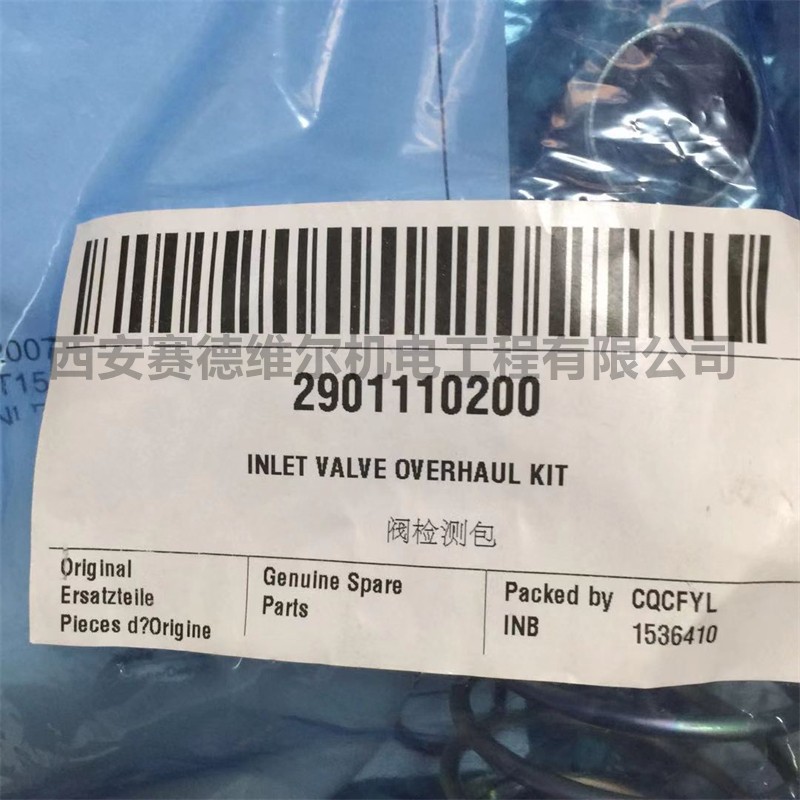 西安赛德维尔机电工程有限公司
2901110200
INLET VALVE OVERHAUL KIT
阀检测包
Original
Ersatzteile
Pieces d?Origine
Genuine Spare
Parts
Packed by CQCFYL
INB 1536410